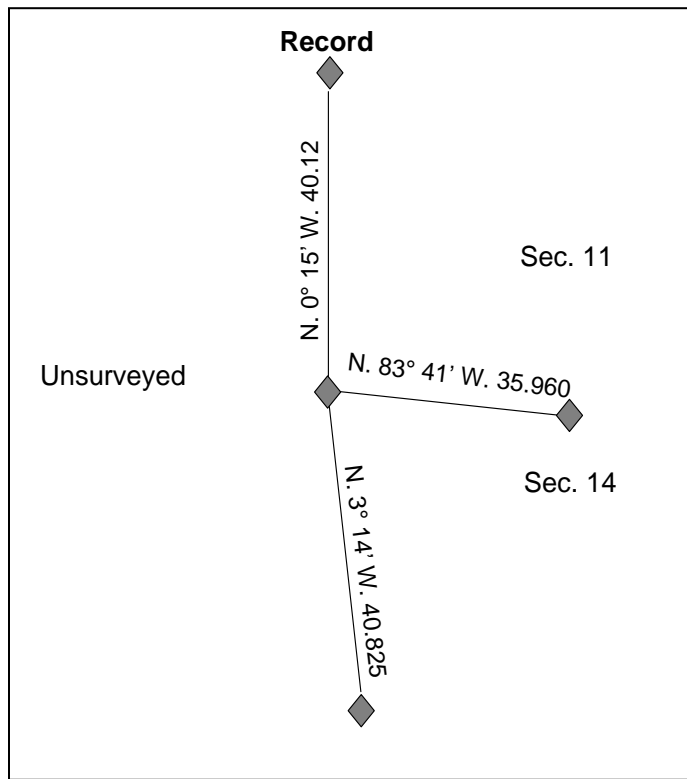 Record
N. 0° 15’ W. 40.12
Sec. 11
Unsurveyed
N. 83° 41’ W. 35.960
Sec. 14
N. 3° 14’ W. 40.825